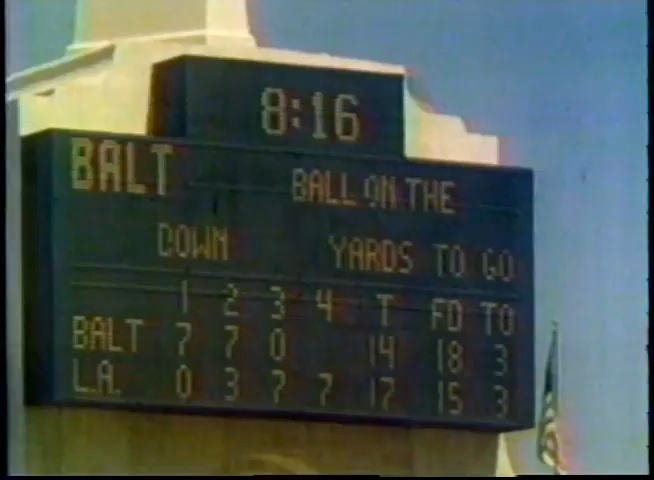 8:16
BALT BALL ON THE
DOWN YARDS TO GO
1 2 3 4 T FD TO
BALT 7 7 0 14 18 3
L.A. 0 3 7 7 17 15 3